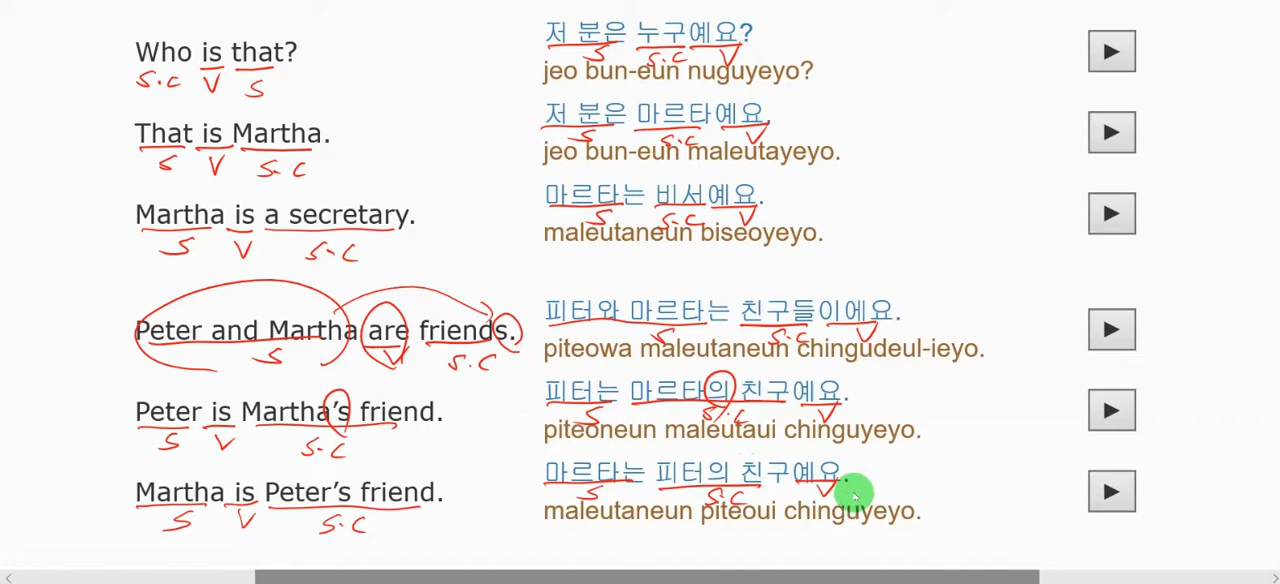 Who is that?
저 분은 누구예요?
S.C V S
S S.C V
jeo bun-eun nuguyeyo?
That is Martha.
저 분은 마르타예요.
S V S.C
S S.C V
jeo bun-eun maleutayeyo.
Martha is a secretary.
마르타는 비서예요.
S V S.C
S S.C V
maleutaneun biseoyeyo.
Peter and Martha are friends.
피터와 마르타는 친구들이에요.
S V S.C
S S.C V
piteowa maleutaneun chingudeul-ieyo.
Peter is Martha's friend.
피터는 마르타의 친구예요.
S V S.C
S S.C V
piteoneun maleutaui chinguyeyo.
Martha is Peter's friend.
마르타는 피터의 친구예요.
S V S.C
S S.C V
maleutaneun piteoui chinguyeyo.